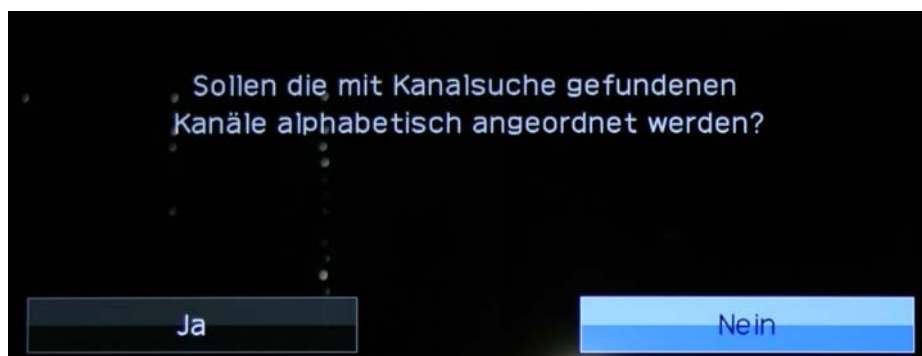 Sollen die mit Kanalsuche gefundenen
Kanäle alphabetisch angeordnet werden?
Ja
Nein